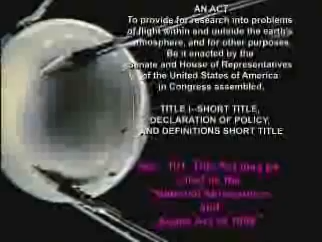 AN ACT
To provide for research into problems
of flight within and outside the earth's
atmosphere, and for other purposes.
Be it enacted by the
Senate and House of Representatives
of the United States of America
in Congress assembled,
TITLE I--SHORT TITLE,
DECLARATION OF POLICY,
AND DEFINITIONS SHORT TITLE
Sec. 101. This Act may be
cited as the
"National Aeronautics
and
Space Act of 1958"